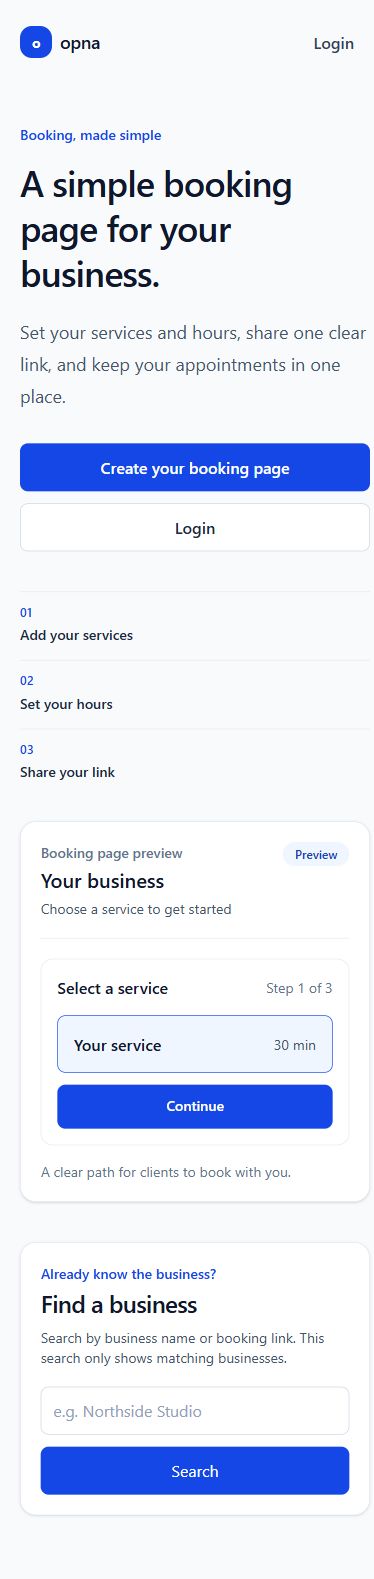 o opna
Login
Booking, made simple
A simple booking
page for your
business.
Set your services and hours, share one clear
link, and keep your appointments in one
place.
Create your booking page
Login
01
Add your services
02
Set your hours
03
Share your link
Booking page preview
Preview
Your business
Choose a service to get started
Select a service
Step 1 of 3
Your service
30 min
Continue
A clear path for clients to book with you.
Already know the business?
Find a business
Search by business name or booking link. This
search only shows matching businesses.
e.g. Northside Studio
Search